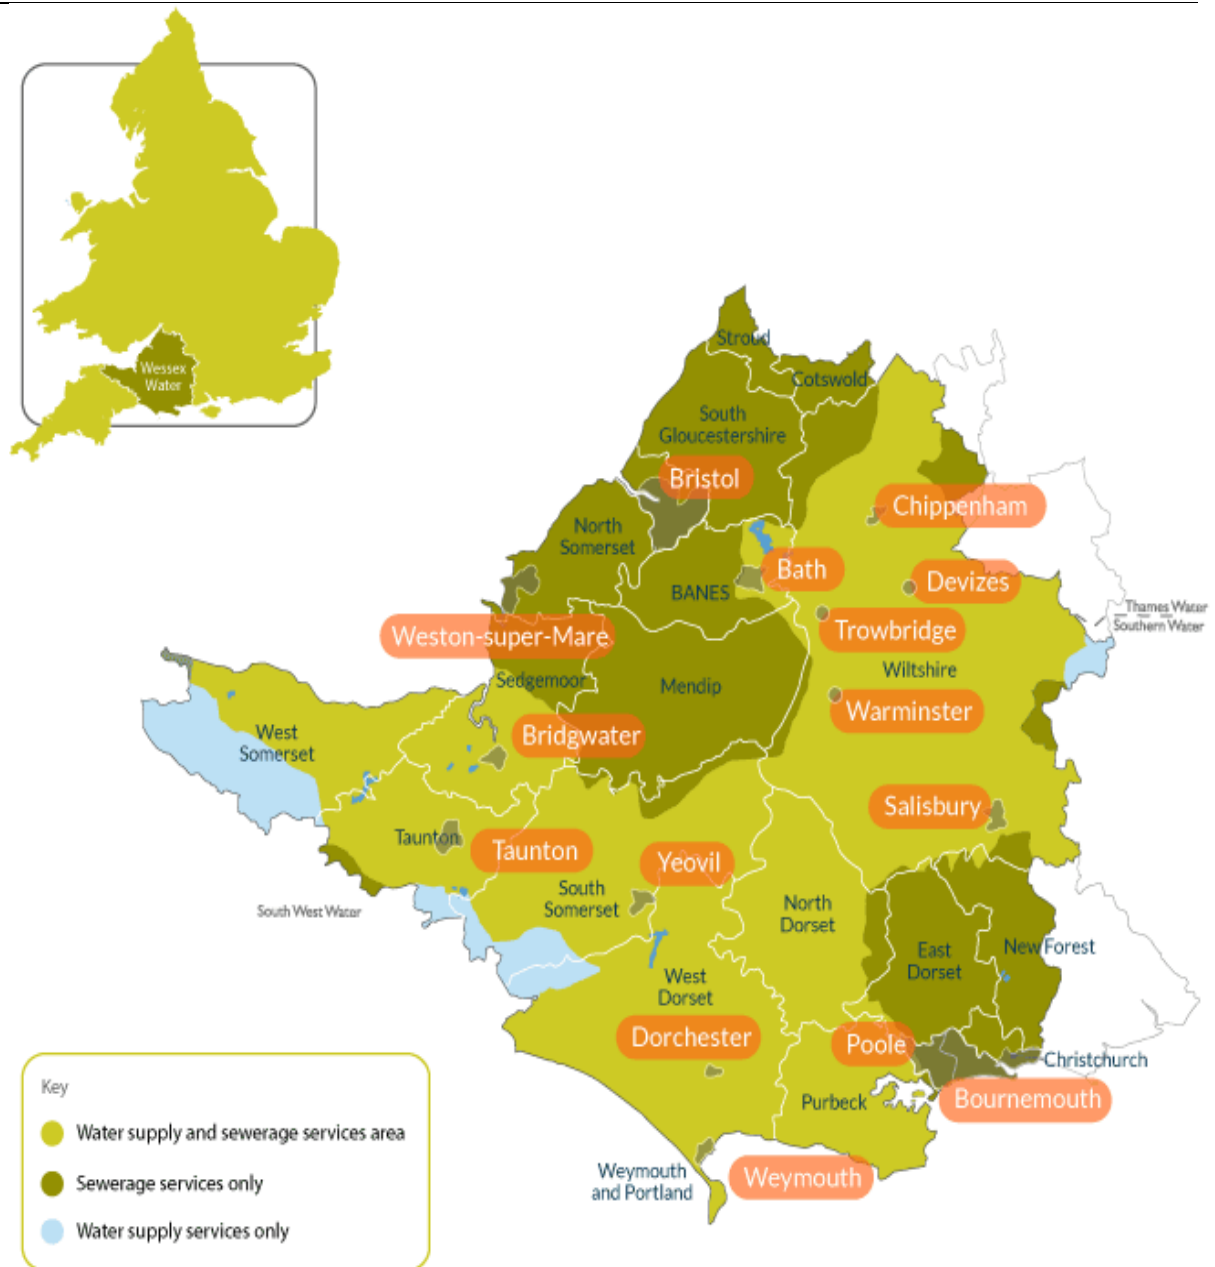 Wessex
Water
Stroud
Cotswold
South
Gloucestershire
Bristol
Chippenham
North
Somerset
Bath
Devizes
BANES
Thames Water
Southern Water
Trowbridge
Weston-super-Mare
Wiltshire
Sedgemoor
Mendip
Warminster
West
Somerset
Bridgwater
Salisbury
Taunton
Taunton
Yeovil
South
Somerset
North
Dorset
South West Water
East
Dorset
New Forest
West
Dorset
Dorchester
Poole
Christchurch
Purbeck
Bournemouth
Weymouth
and Portland
Weymouth
Key
Water supply and sewerage services area
Sewerage services only
Water supply services only